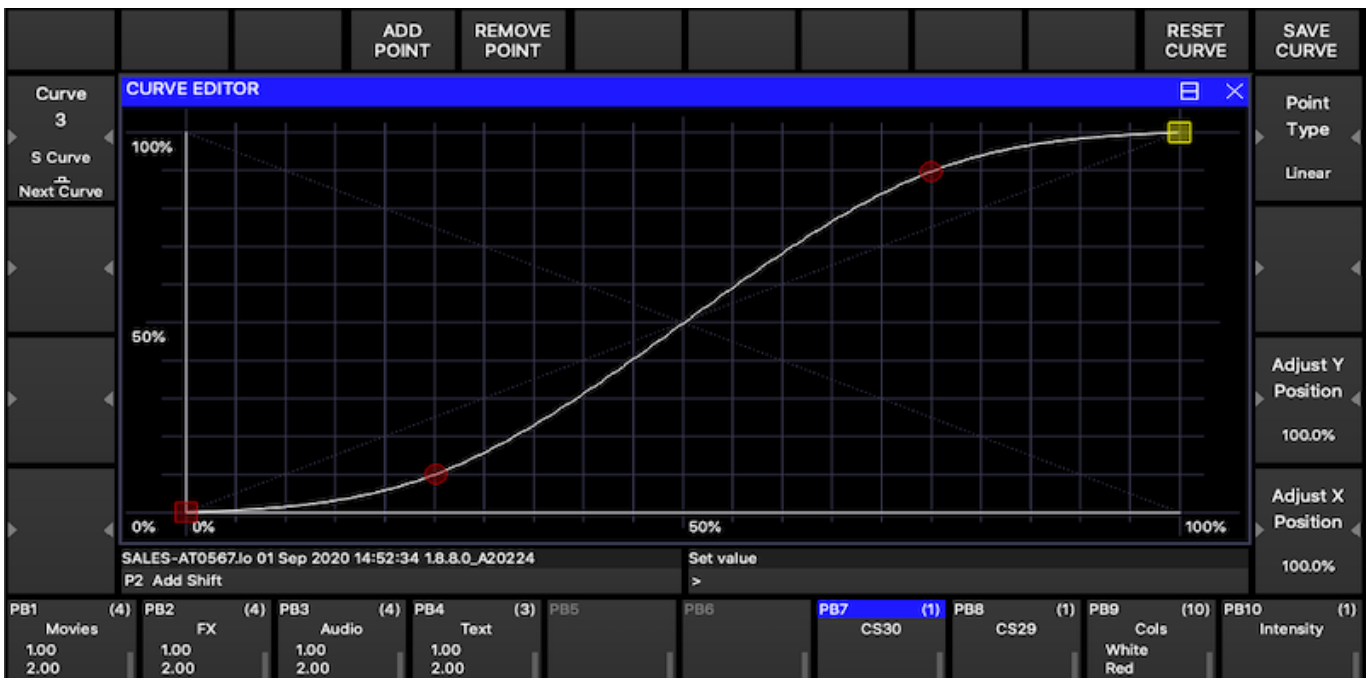 ADD
POINT
REMOVE
POINT
RESET
CURVE
SAVE
CURVE
Curve
3
S Curve
Next Curve
CURVE EDITOR
100%
50%
0%
0%
50%
100%
Point
Type
Linear
Adjust Y
Position
100.0%
Adjust X
Position
100.0%
SALES-AT0567.lo 01 Sep 2020 14:52:34 1.8.8.0_A20224
Set value
P2 Add Shift
>
PB1 (4)
Movies
1.00
2.00
PB2 (4)
FX
1.00
2.00
PB3 (4)
Audio
1.00
2.00
PB4 (3)
Text
1.00
2.00
PB5
PB6
PB7 (1)
CS30
PB8 (1)
CS29
PB9 (10)
Cols
White
Red
PB10 (1)
Intensity